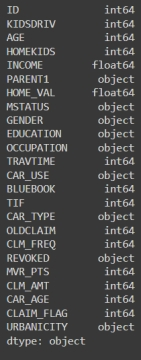 ID int64
KIDSDRIV int64
AGE int64
HOMEKIDS int64
INCOME float64
PARENT1 object
HOME_VAL float64
MSTATUS object
GENDER object
EDUCATION object
OCCUPATION object
TRAVTIME int64
CAR_USE object
BLUEBOOK int64
TIF int64
CAR_TYPE object
OLDCLAIM int64
CLM_FREQ int64
REVOKED object
MVR_PTS int64
CLM_AMT int64
CAR_AGE int64
CLAIM_FLAG int64
URBANICITY object
dtype: object